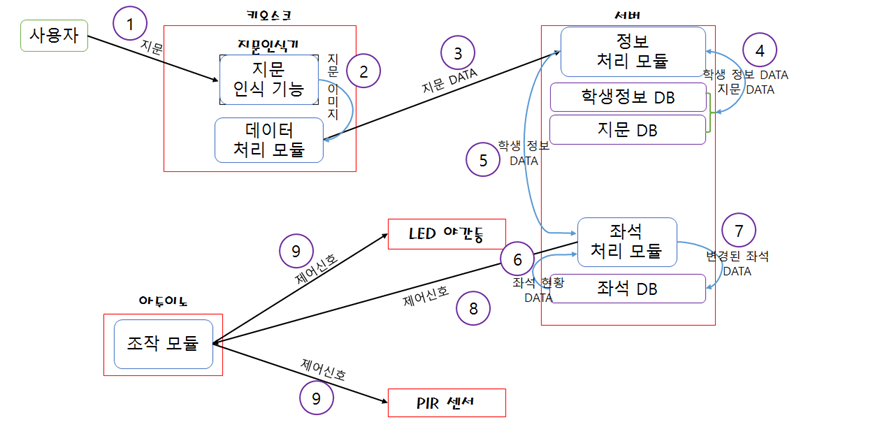 키오스크
서버
1
사용자
지문
지문인식기
3
정보
처리 모듈
4
지문
인식 기능
지문 이미지
2
지문 DATA
학생 정보 DATA
지문 DATA
학생정보 DB
데이터
처리 모듈
지문 DB
5
학생 정보
DATA
LED 야간등
좌석
처리 모듈
7
9
제어신호
6
변경된 좌석
DATA
좌석 현황
DATA
좌석 DB
아두이노
제어신호
8
조작 모듈
제어신호
9
PIR 센서